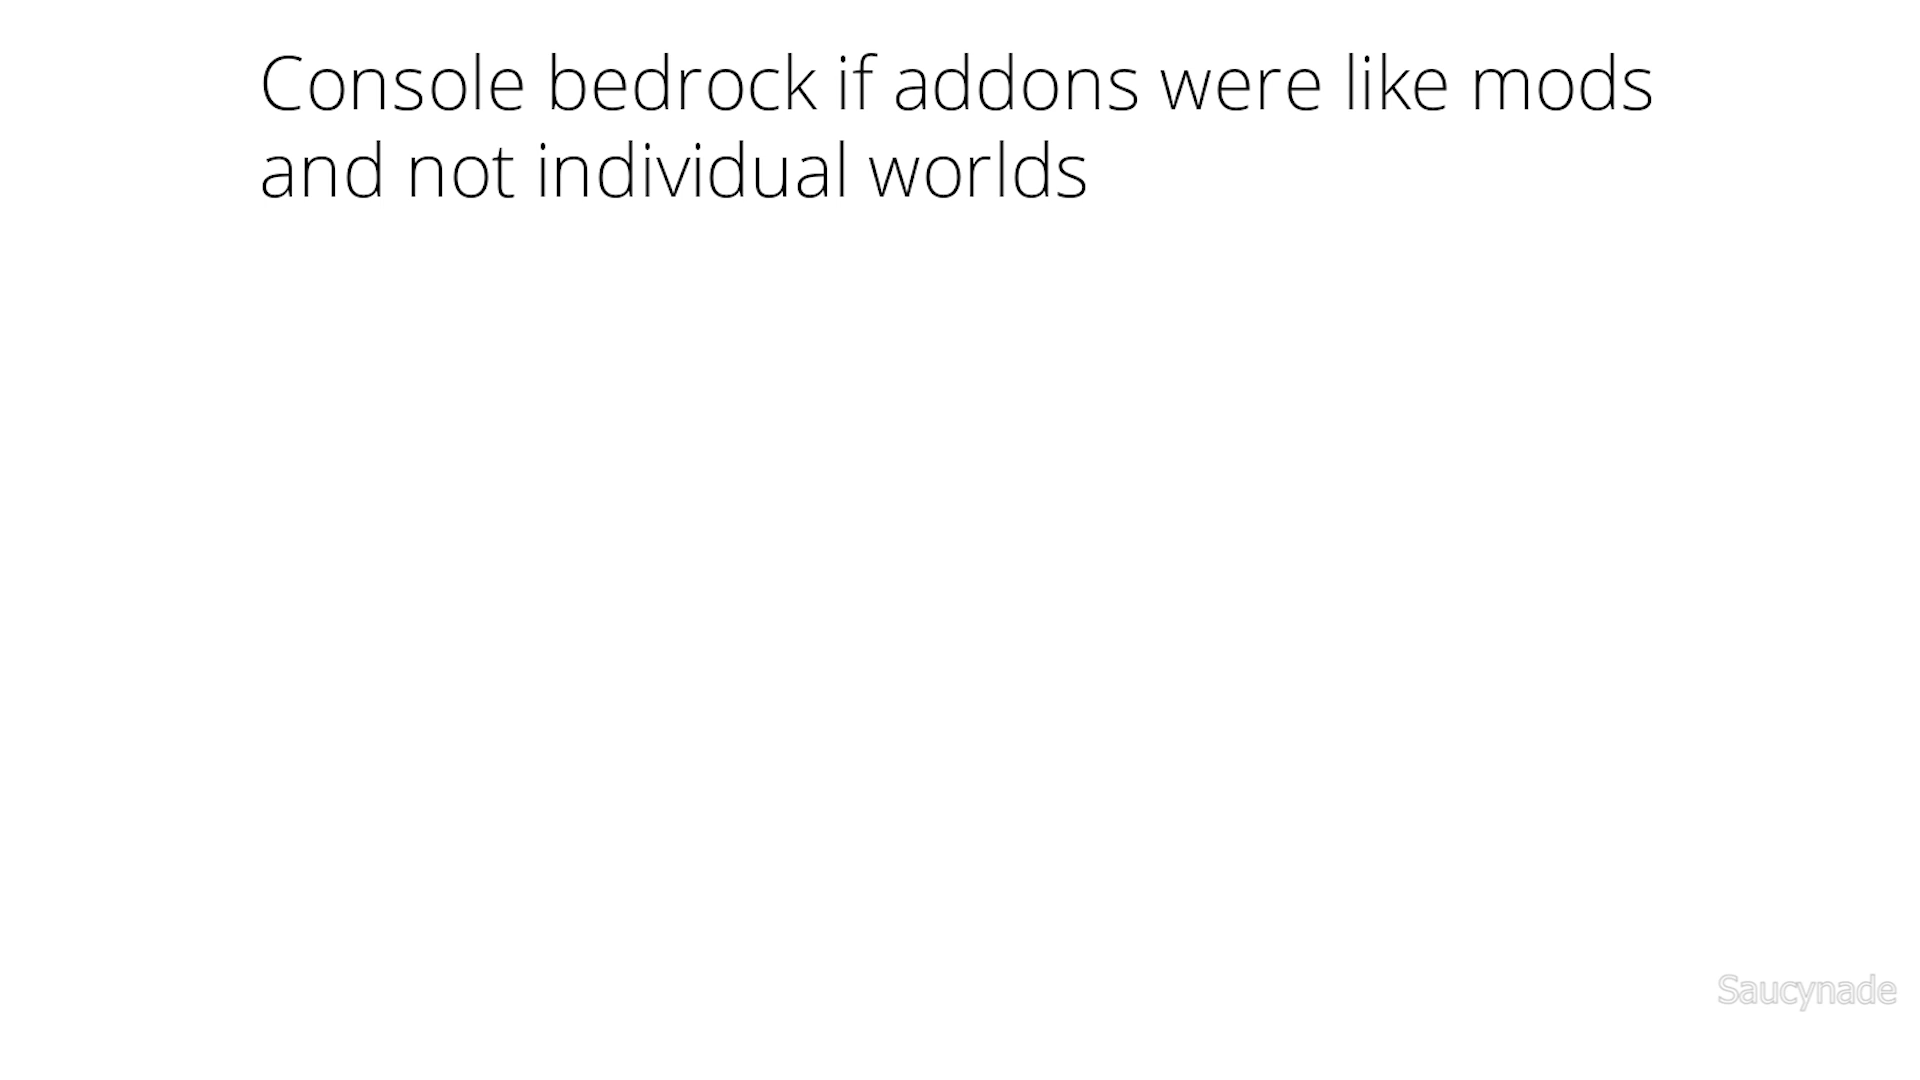 Console bedrock if addons were like mods
and not individual worlds
Saucynade